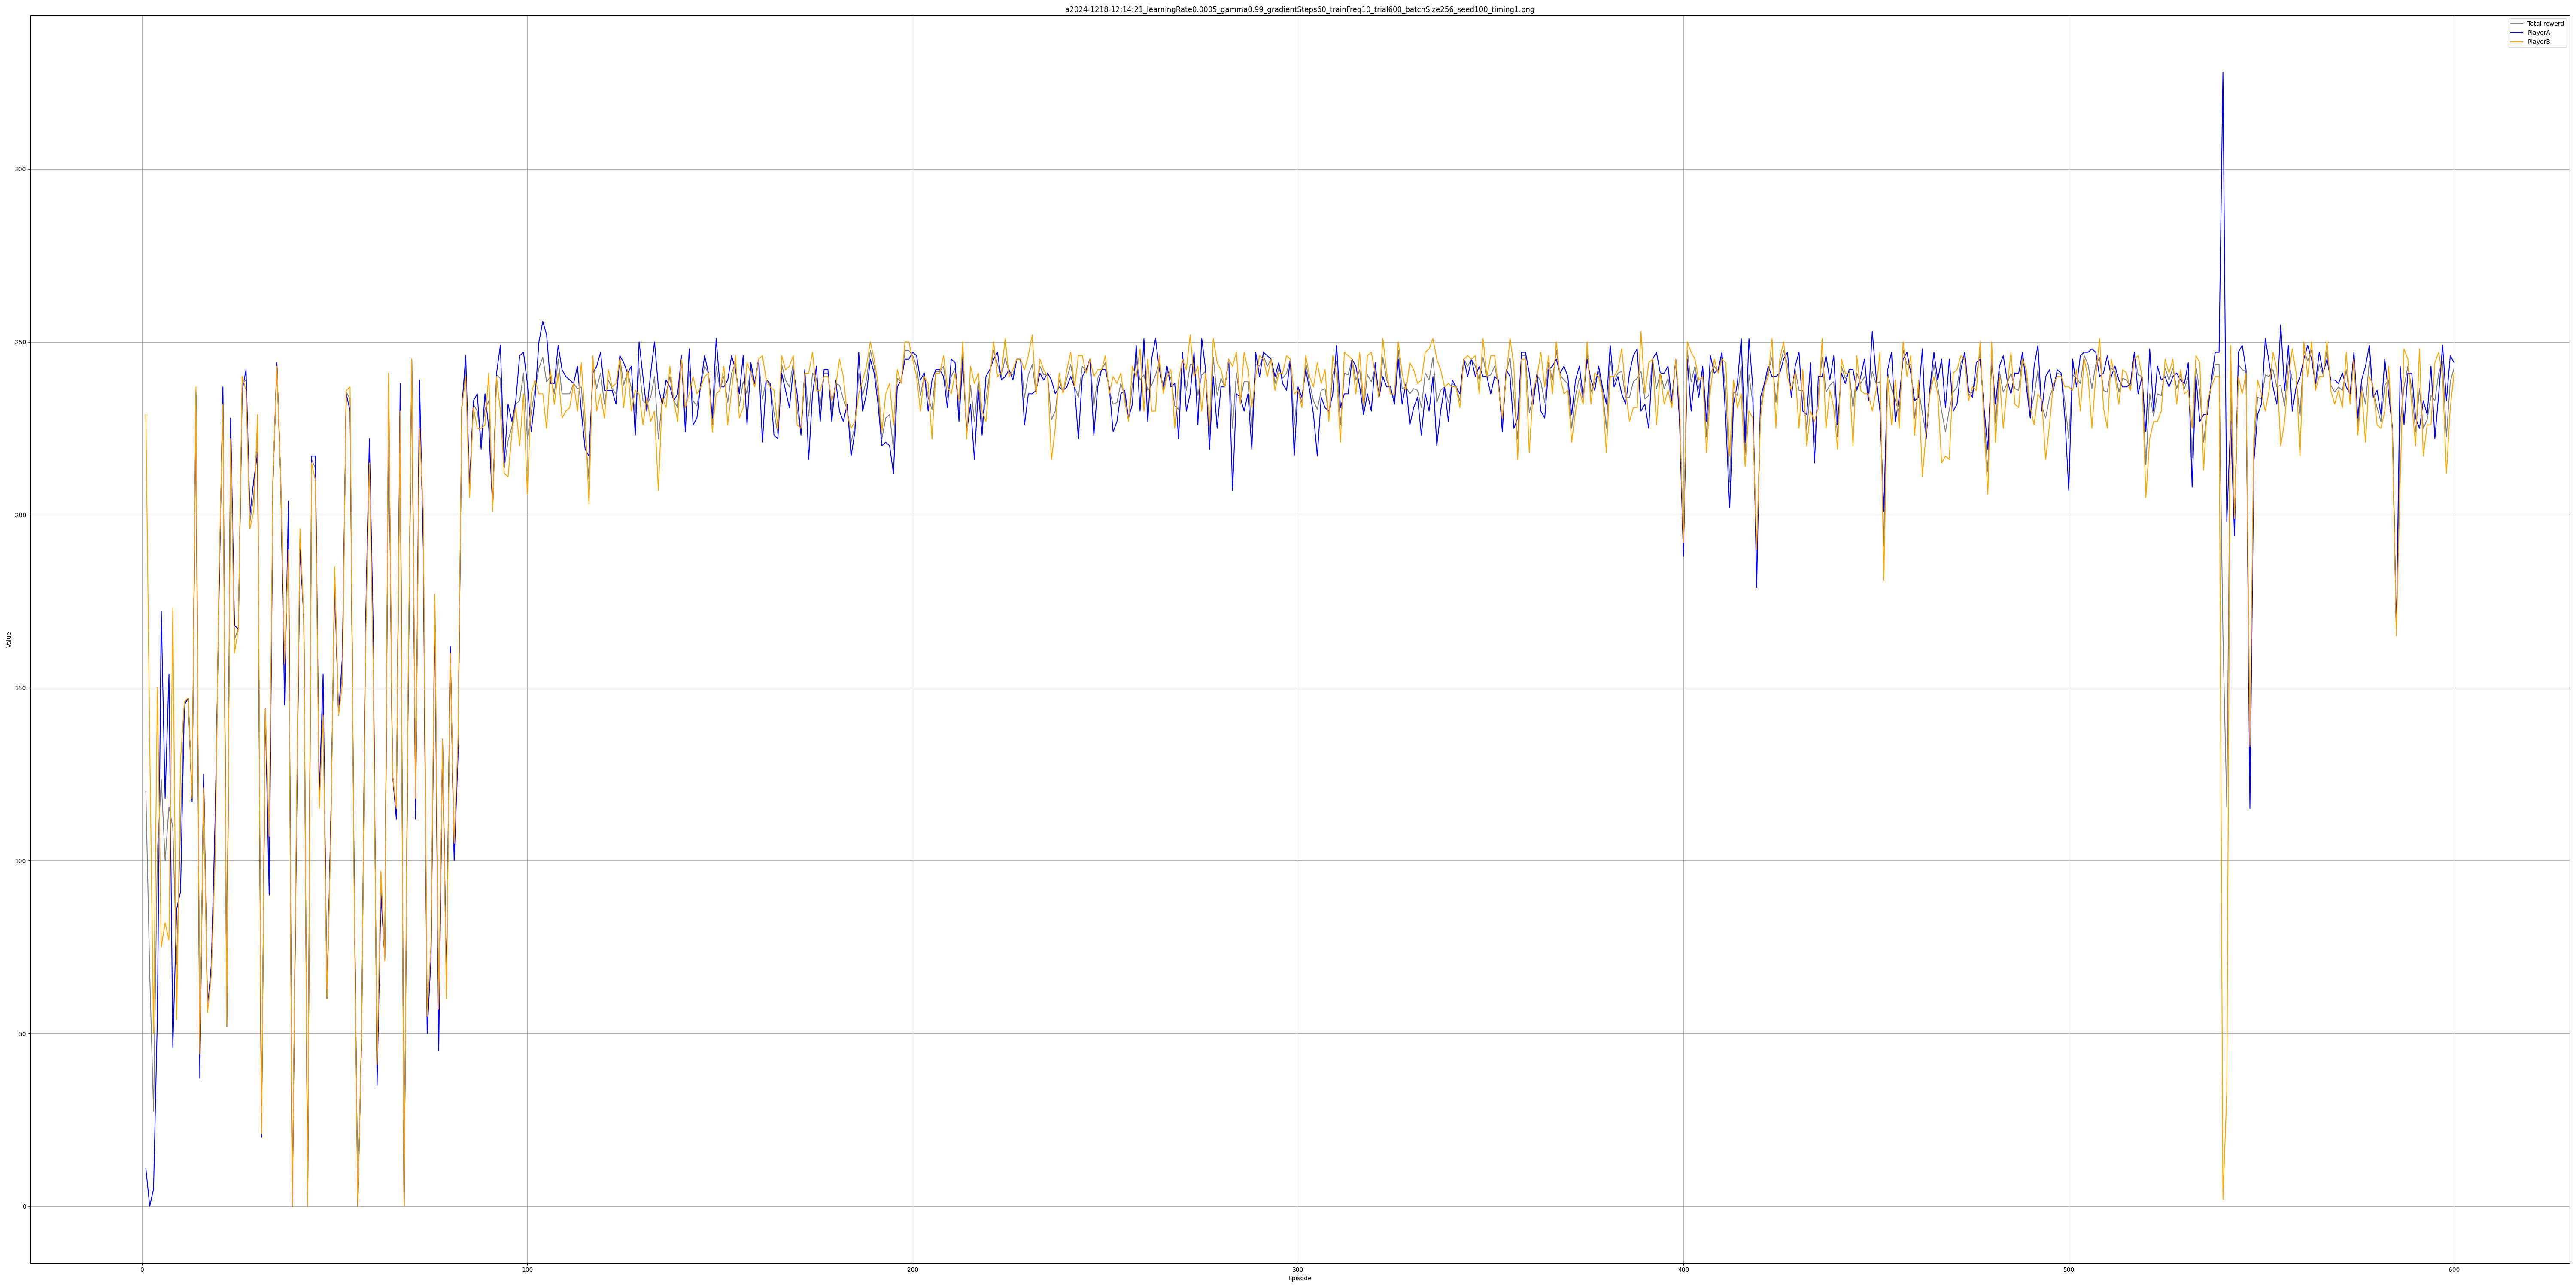 a2024-1218-12:14:21_learningRate0.0005_gamma0.99_gradientSteps60_trainFreq10_trial600_batchSize256_seed100_timing1.png
Total rewerd
PlayerA
PlayerB
300
250
200
150
100
50
0
Value
0 100 200 300 400 500 600
Episode